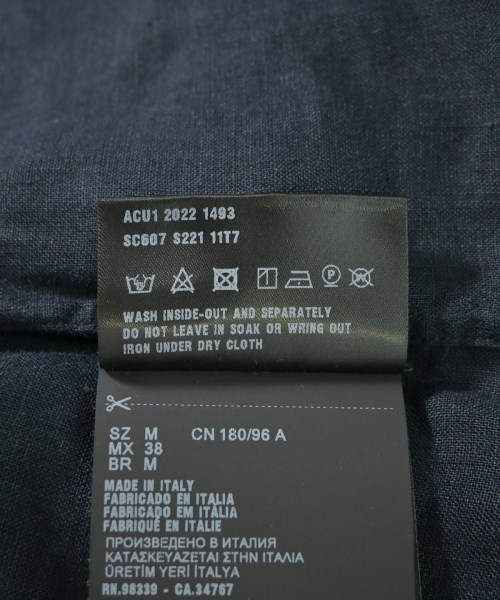 ACU1 2022 1493
SC607 S221 11T7
P
WASH INSIDE-OUT AND SEPARATELY
DO NOT LEAVE IN SOAK OR WRING OUT
IRON UNDER DRY CLOTH
SZ M CN 180/96 A
MX 38
BR M
MADE IN ITALY
FABRICADO EN ITALIA
FABRICADO EM ITÁLIA
FABRIQUÉ EN ITALIE
ПРОИЗВЕДЕНО В ИТАЛИЯ
ΚΑΤΑΣΚΕΥΑΖΕΤΑΙ ΣΤΗΝ ΙΤΑΛΙΑ
ÜRETİM YERİ İTALYA
RN.98339 - CA.34767